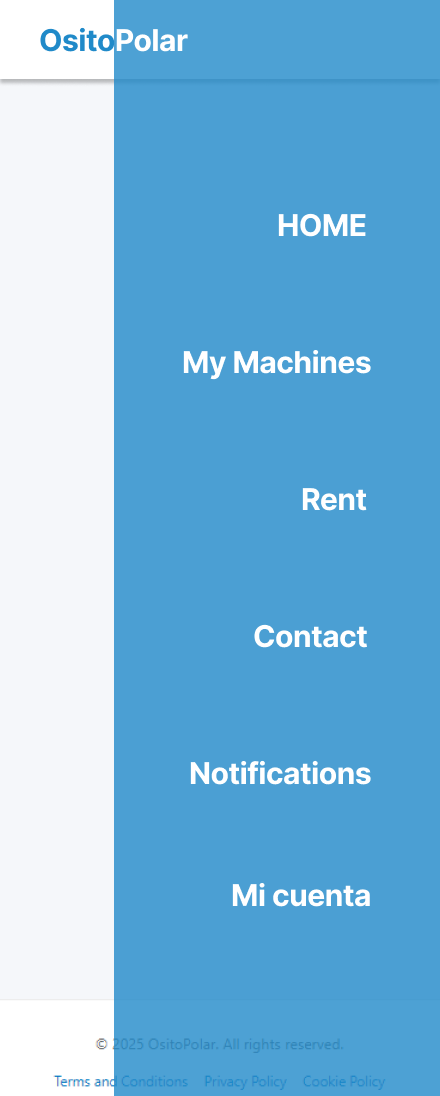 OsitoPolar
HOME
My Machines
Rent
Contact
Notifications
Mi cuenta
© 2025 OsitoPolar. All rights reserved.
Terms and Conditions Privacy Policy Cookie Policy